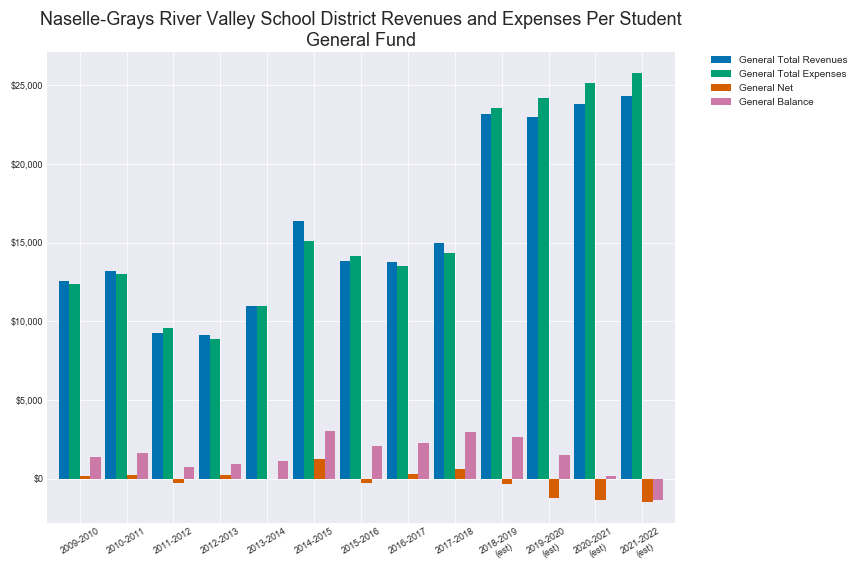 Naselle-Grays River Valley School District Revenues and Expenses Per Student
General Fund
General Total Revenues
General Total Expenses
General Net
General Balance
$25,000
$20,000
$15,000
$10,000
$5,000
$0
2009-2010
2010-2011
2011-2012
2012-2013
2013-2014
2014-2015
2015-2016
2016-2017
2017-2018
2018-2019
(est)
2019-2020
(est)
2020-2021
(est)
2021-2022
(est)